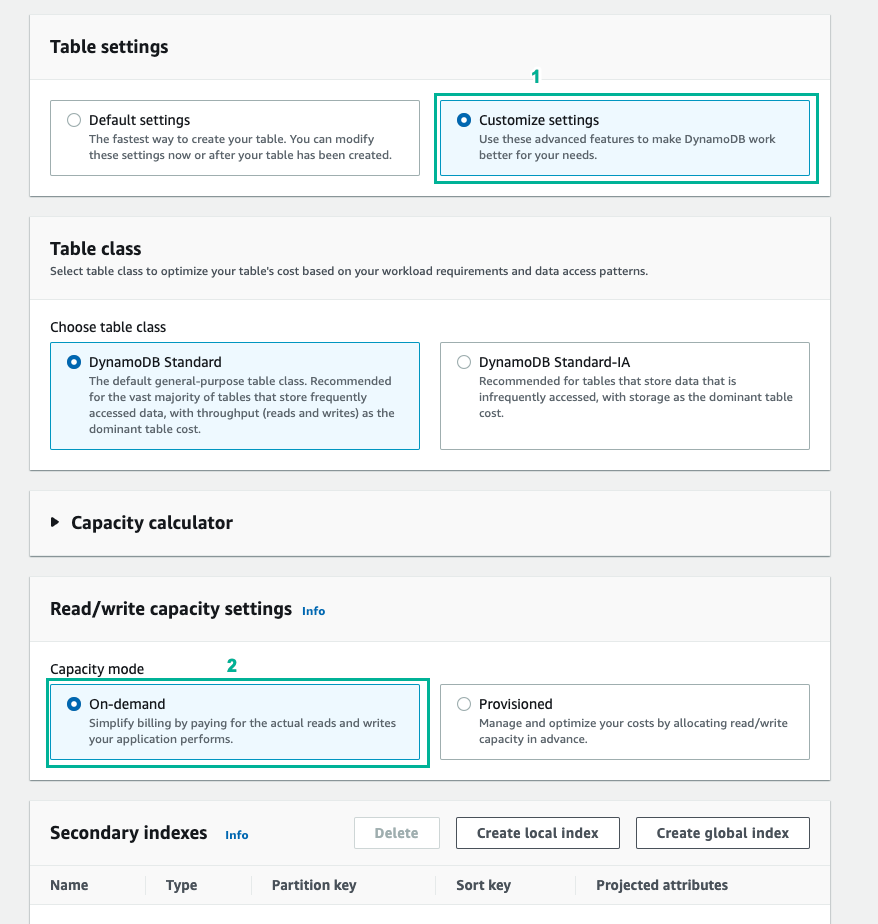 Table settings
1
Default settings
The fastest way to create your table. You can modify
these settings now or after your table has been created.
Customize settings
Use these advanced features to make DynamoDB work
better for your needs.
Table class
Select table class to optimize your table's cost based on your workload requirements and data access patterns.
Choose table class
DynamoDB Standard
The default general-purpose table class. Recommended
for the vast majority of tables that store frequently
accessed data, with throughput (reads and writes) as the
dominant table cost.
DynamoDB Standard-IA
Recommended for tables that store data that is
infrequently accessed, with storage as the dominant table
cost.
Capacity calculator
Read/write capacity settings Info
Capacity mode
2
On-demand
Simplify billing by paying for the actual reads and writes
your application performs.
Provisioned
Manage and optimize your costs by allocating read/write
capacity in advance.
Secondary indexes Info Delete Create local index Create global index
Name Type Partition key Sort key Projected attributes